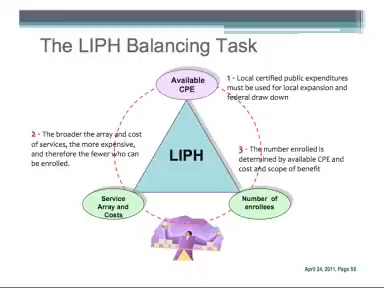 The LIPH Balancing Task
Available
CPE
1 - Local certified public expenditures
must be used for local expansion and
federal draw down
2 - The broader the array and cost
of services, the more expensive,
and therefore the fewer who can
be enrolled.
LIPH
3 - The number enrolled is
determined by available CPE and
cost and scope of benefit
Service
Array and
Costs
Number of
enrollees
April 24, 2011, Page 56